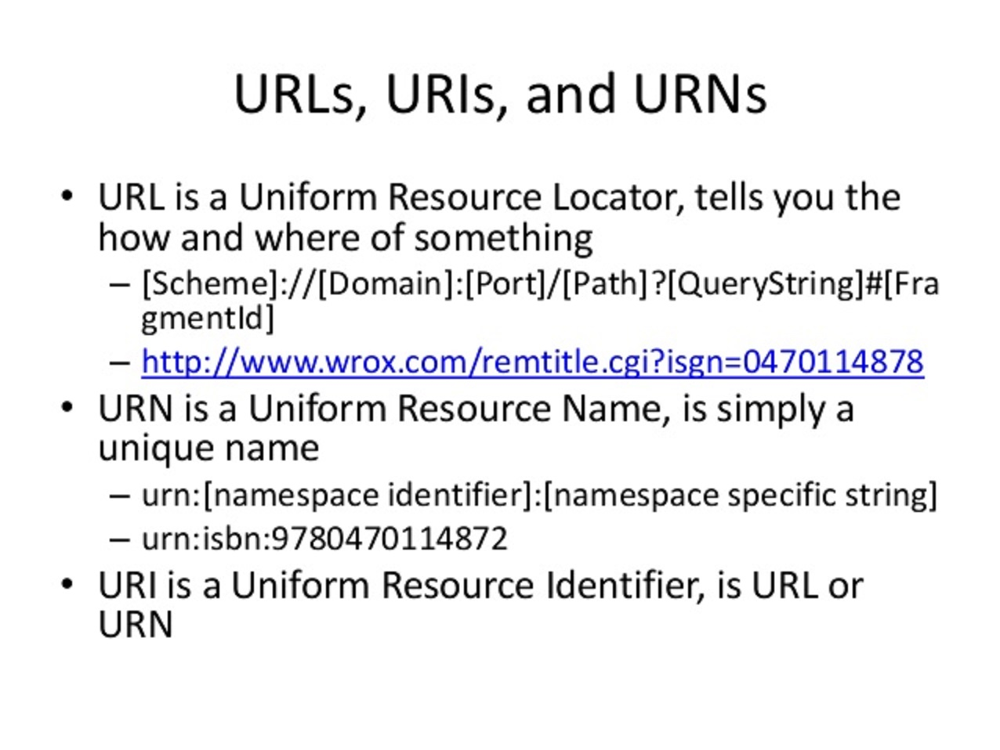 URLs, URIs, and URNs
• URL is a Uniform Resource Locator, tells you the
how and where of something
– [Scheme]://[Domain]:[Port]/[Path]?[QueryString]#[Fra
gmentId]
– http://www.wrox.com/remtitle.cgi?isgn=0470114878
• URN is a Uniform Resource Name, is simply a
unique name
– urn:[namespace identifier]:[namespace specific string]
– urn:isbn:9780470114872
• URI is a Uniform Resource Identifier, is URL or
URN